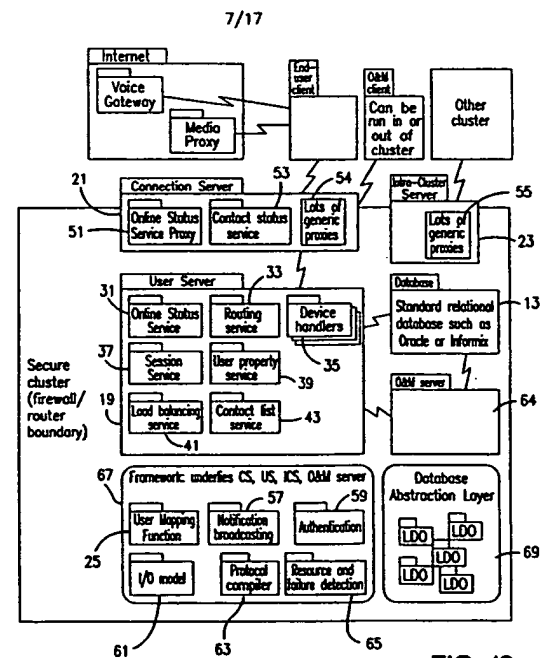 7/17
Internet
Voice
Gateway
Media
Proxy
End-
user
client
O&M
client
Can be
run in or
out of
cluster
Other
cluster
Connection Server
53
54
21
Online Status
Service Proxy
51
Contact status
service
Lots of
generic
proxies
Intra-Cluster
Server
55
Lots of
generic
proxies
23
User Server
33
31
Online Status
Service
Routing
service
Device
handlers
35
Database
13
Standard relational
database such as
Oracle or Informix
37
Session
Service
User property
service
39
Secure
cluster
(firewall/
router
boundary)
19
Load balancing
service
41
Contact list
service
43
O&M server
64
67
Framework: underlies CS, US, ICS, O&M server
57
59
User Mapping
Function
25
Notification
broadcasting
Authentication
I/O model
61
Protocol
compiler
63
Resource and
failure detection
65
Database
Abstraction Layer
LDO
LDO
LDO
LDO
LDO
69